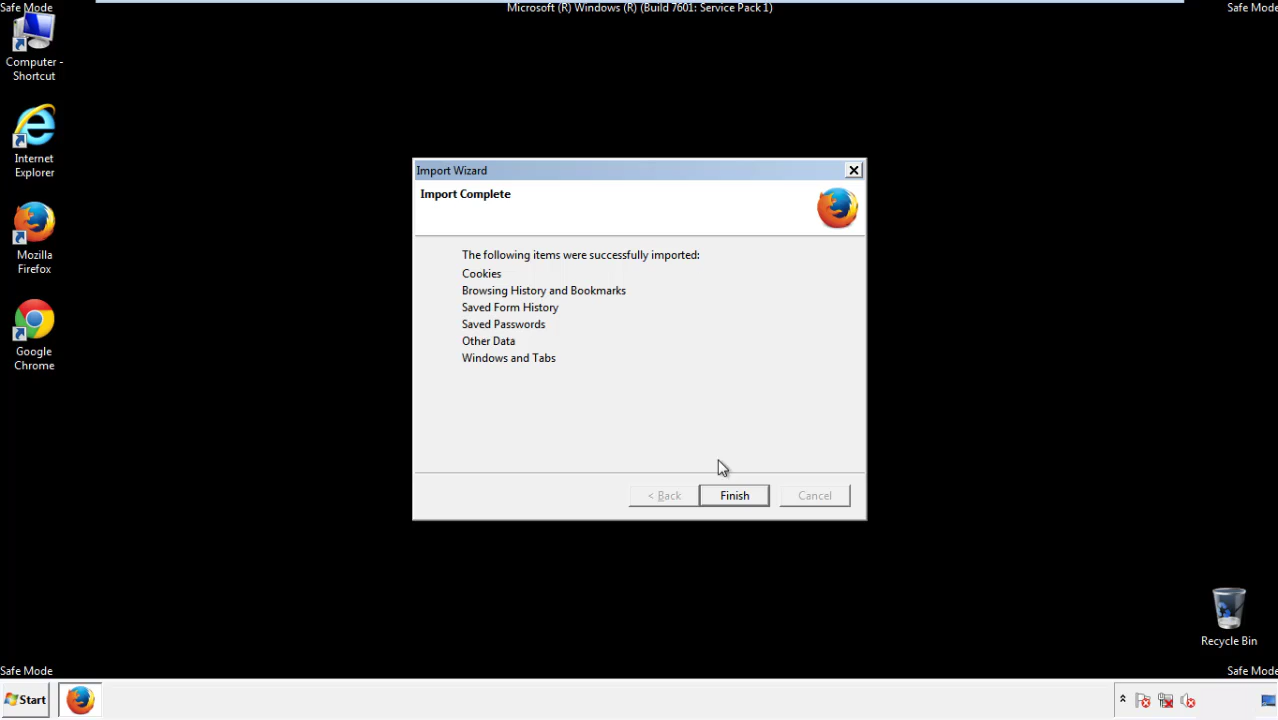 Safe Mode
Microsoft (R) Windows (R) (Build 7601: Service Pack 1)
Safe Mode
Computer -
Shortcut
Internet
Explorer
Mozilla
Firefox
Google
Chrome
Import Wizard
Import Complete
The following items were successfully imported:
Cookies
Browsing History and Bookmarks
Saved Form History
Saved Passwords
Other Data
Windows and Tabs
< Back
Finish
Cancel
Recycle Bin
Safe Mode
Safe Mode
Start